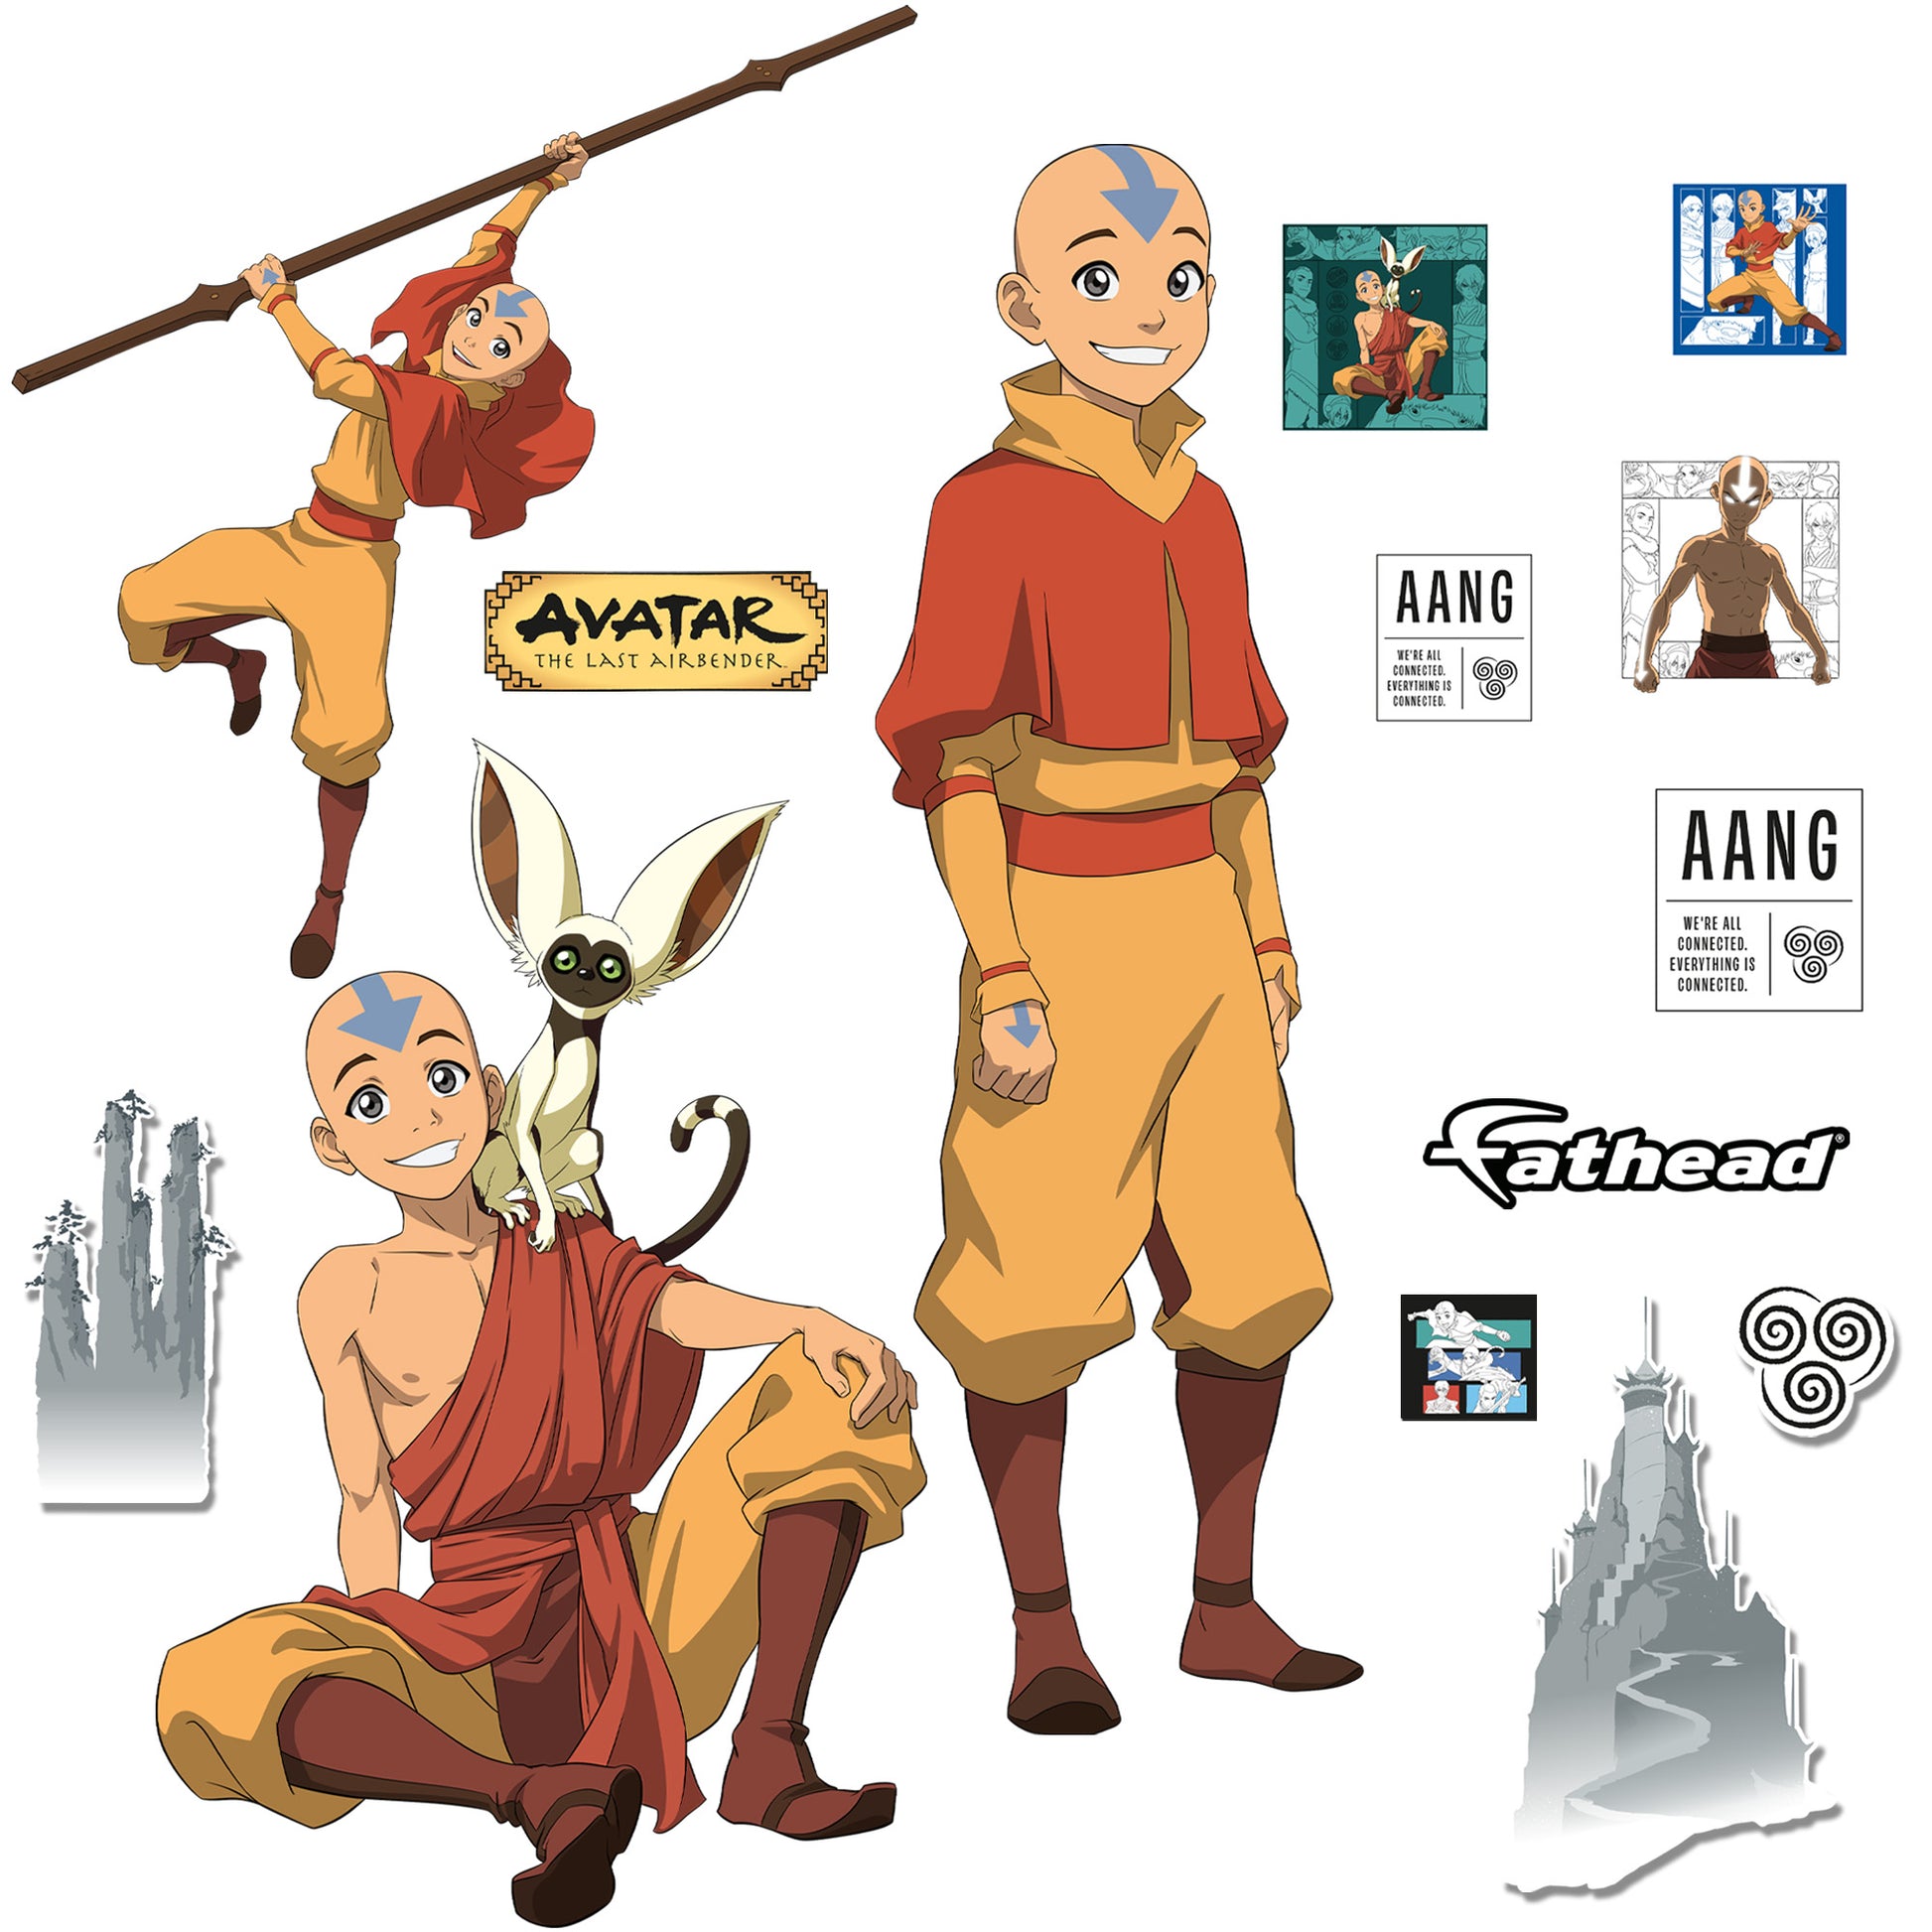 AVATAR
THE LAST AIRBENDER™
AANG
WE'RE ALL
CONNECTED.
EVERYTHING IS
CONNECTED.
AANG
WE'RE ALL
CONNECTED.
EVERYTHING IS
CONNECTED.
Fathead®